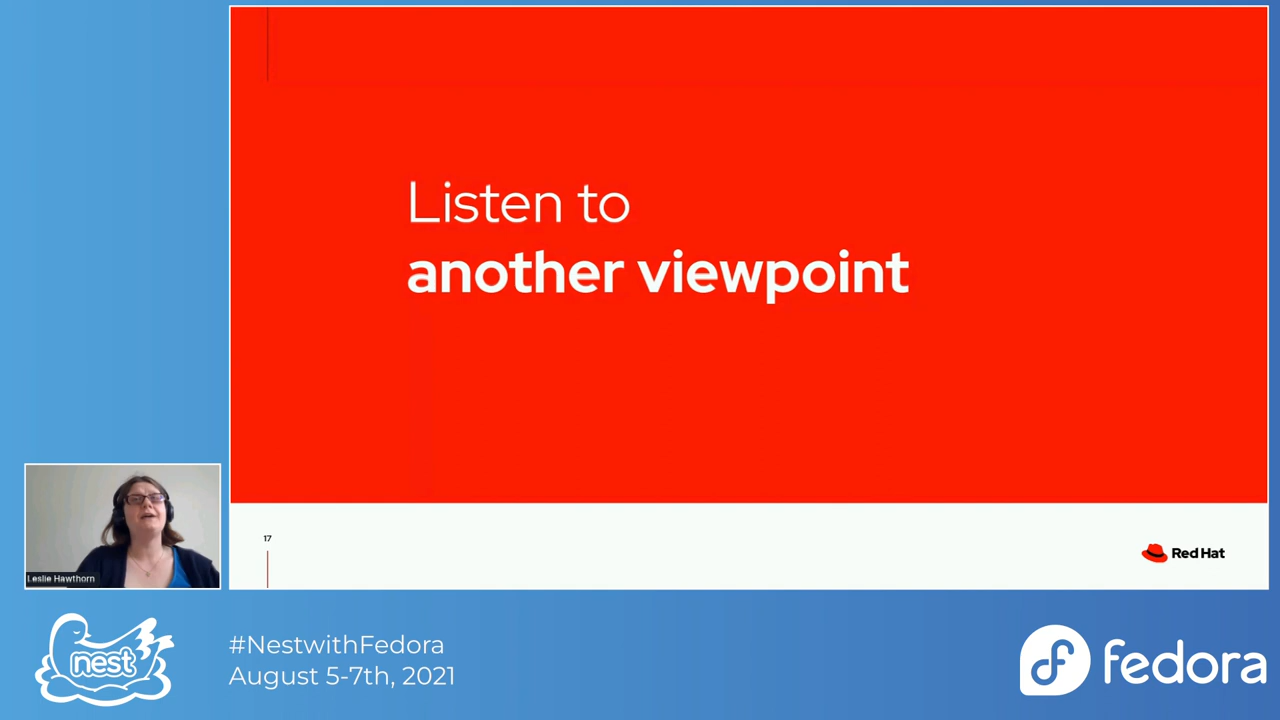 Listen to
another viewpoint
17
Red Hat
Leslie Hawthorn
nest
#NestwithFedora
August 5-7th, 2021
fedora